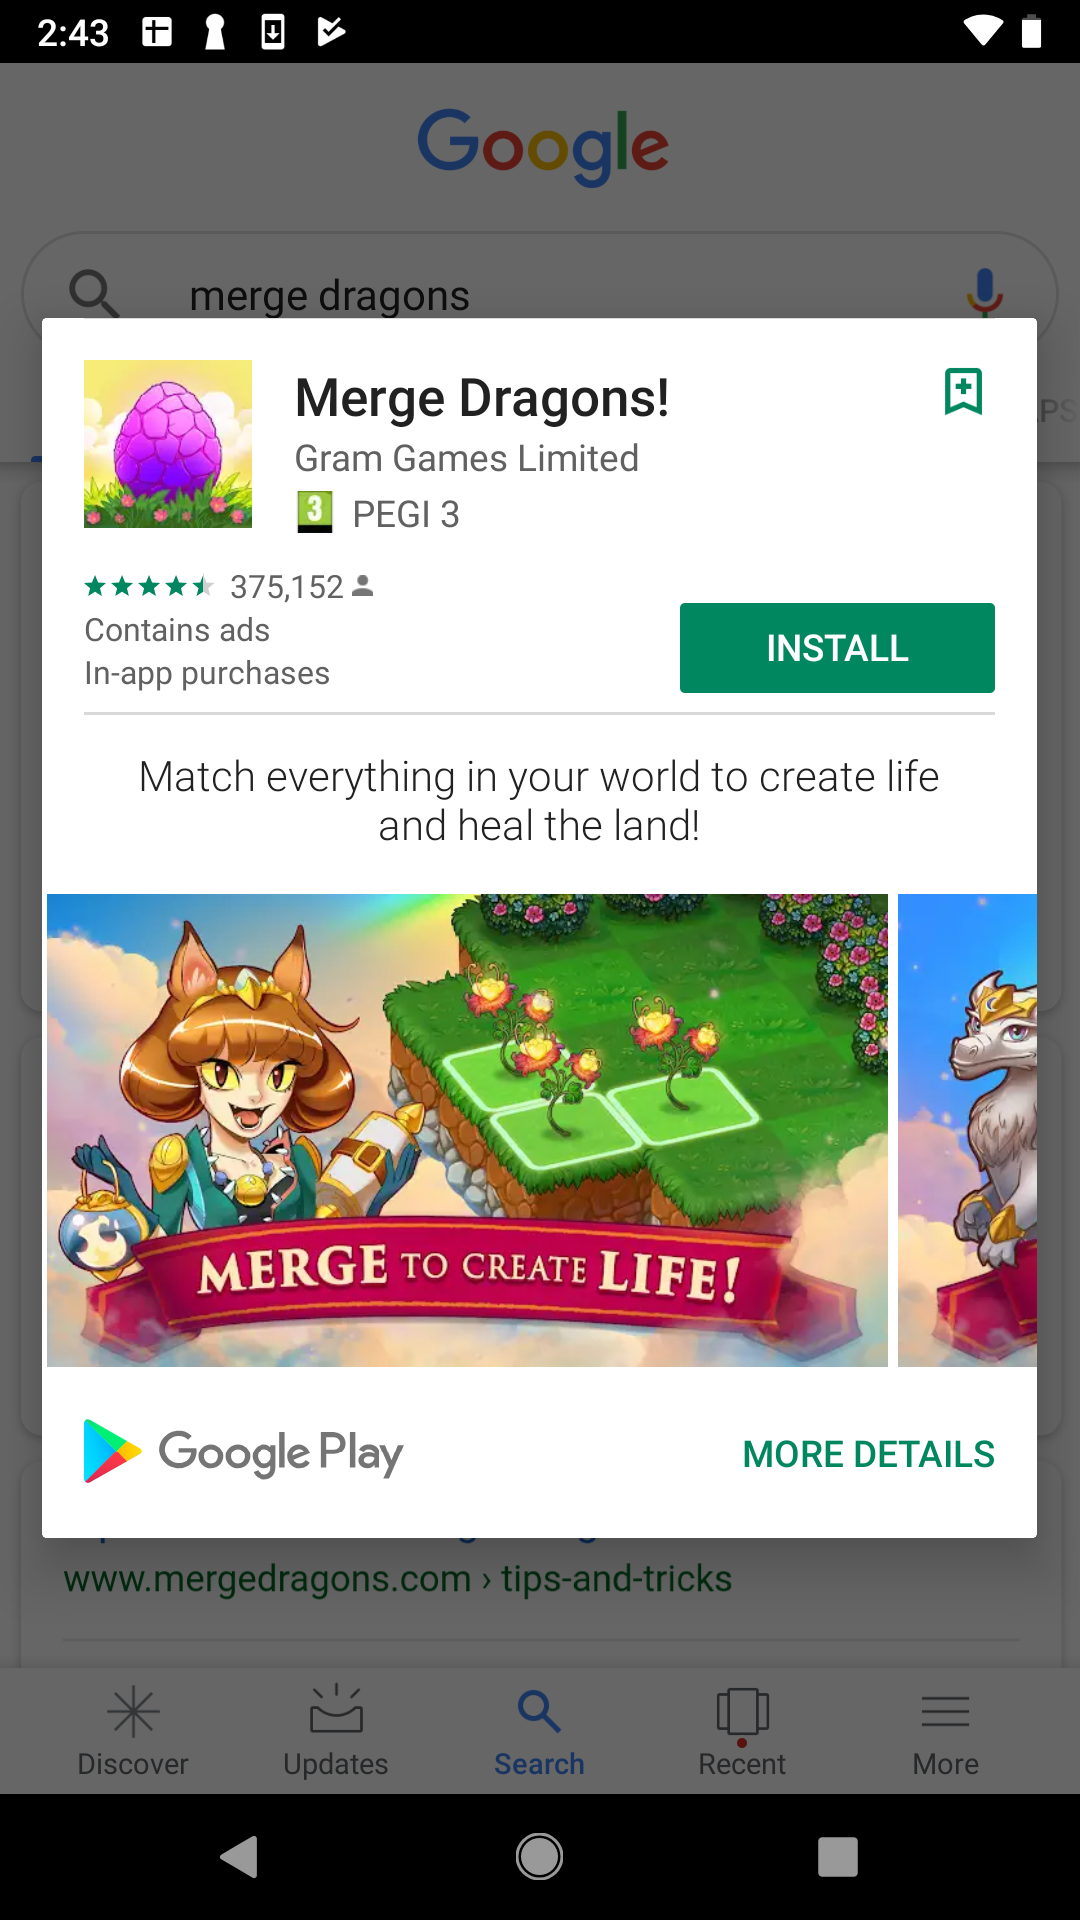 2:43
Google
merge dragons
Merge Dragons!
Gram Games Limited
3 PEGI 3
375,152
Contains ads
In-app purchases
INSTALL
Match everything in your world to create life
and heal the land!
MERGE TO CREATE LIFE!
Google Play
MORE DETAILS
www.mergedragons.com › tips-and-tricks
Discover
Updates
Search
Recent
More